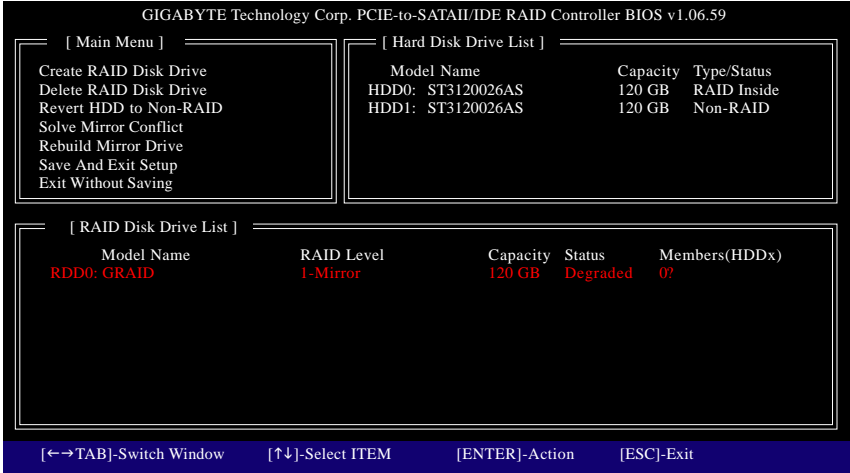 GIGABYTE Technology Corp. PCIE-to-SATAII/IDE RAID Controller BIOS v1.06.59
[ Main Menu ]
Create RAID Disk Drive
Delete RAID Disk Drive
Revert HDD to Non-RAID
Solve Mirror Conflict
Rebuild Mirror Drive
Save And Exit Setup
Exit Without Saving
[ Hard Disk Drive List ]
Model Name Capacity Type/Status
HDD0: ST3120026AS 120 GB RAID Inside
HDD1: ST3120026AS 120 GB Non-RAID
[ RAID Disk Drive List ]
Model Name RAID Level Capacity Status Members(HDDx)
RDD0: GRAID 1-Mirror 120 GB Degraded 0?
[←→TAB]-Switch Window [↑↓]-Select ITEM [ENTER]-Action [ESC]-Exit